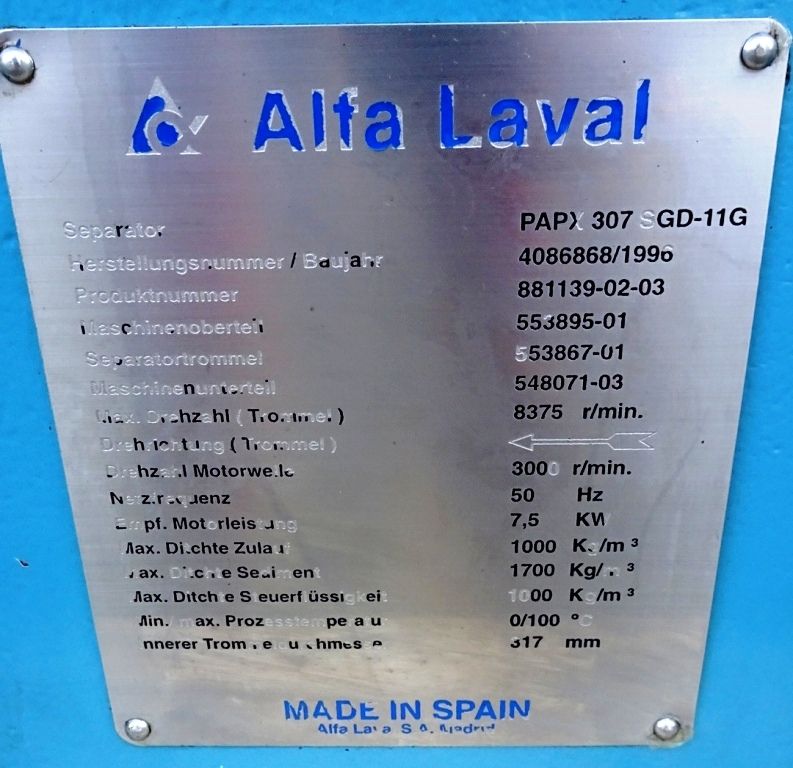 Alfa Laval
Separator PAPX 307 SGD-11G
Herstellungsnummer / Baujahr 4086868/1996
Produktnummer 881139-02-03
Maschinenoberteil 553895-01
Separatortrommel 553867-01
Maschinenunterteil 548071-03
Max. Drehzahl ( Trommel ) 8375 r/min.
Drehrichtung ( Trommel )
Drehzahl Motorwelle 3000 r/min.
Netzfrequenz 50 Hz
Empf. Motorleistung 7,5 KW
Max. Ditchte Zulauf 1000 Kg/m³
Max. Ditchte Sediment 1700 Kg/m³
Max. Ditchte Steuerflüssigkeit 1000 Kg/m³
Min./max. Prozesstemperatur 0/100 °C
Innerer Trommeldurchmesser 317 mm
MADE IN SPAIN
Alfa Laval S.A. Madrid